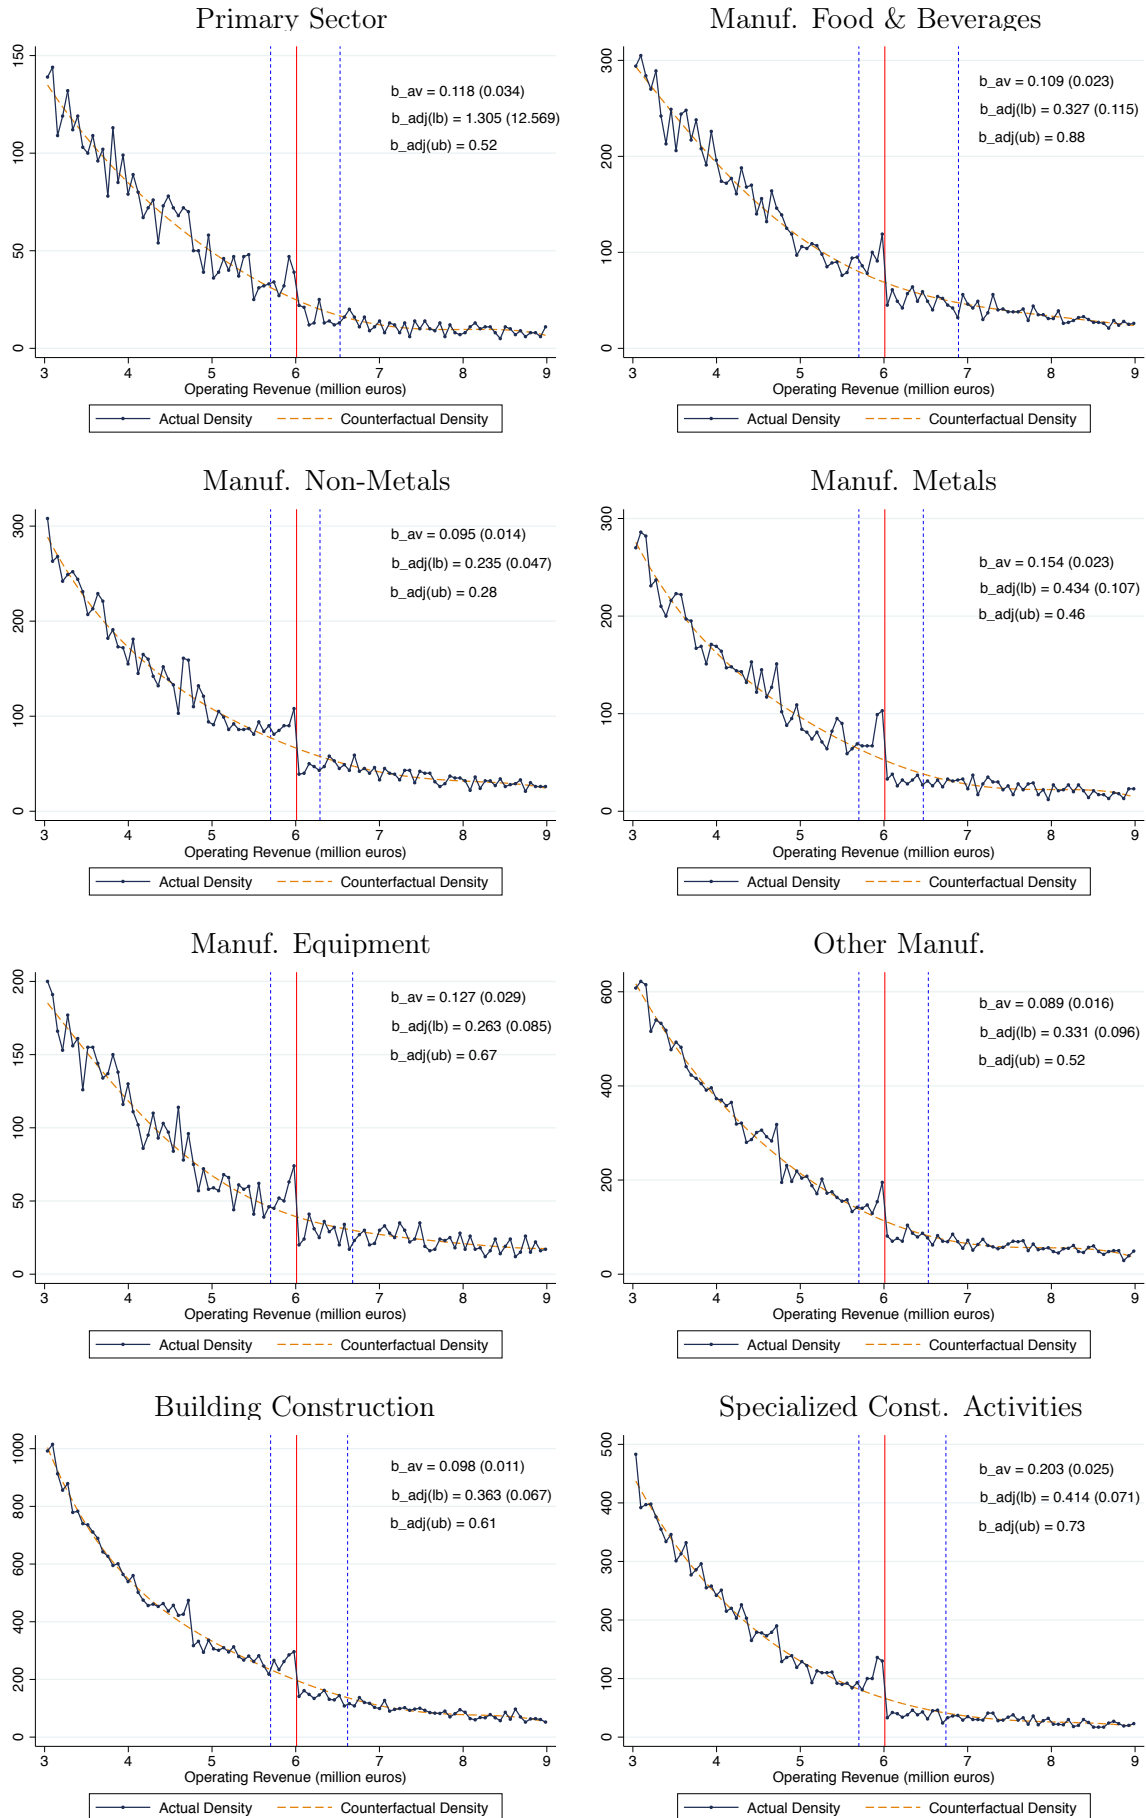 Primary Sector
150
100
50
0
b_av = 0.118 (0.034)
b_adj(lb) = 1.305 (12.569)
b_adj(ub) = 0.52
3 4 5 6 7 8 9
Operating Revenue (million euros)
Actual Density Counterfactual Density
Manuf. Food & Beverages
300
200
100
0
b_av = 0.109 (0.023)
b_adj(lb) = 0.327 (0.115)
b_adj(ub) = 0.88
3 4 5 6 7 8 9
Operating Revenue (million euros)
Actual Density Counterfactual Density
Manuf. Non-Metals
300
200
100
0
b_av = 0.095 (0.014)
b_adj(lb) = 0.235 (0.047)
b_adj(ub) = 0.28
3 4 5 6 7 8 9
Operating Revenue (million euros)
Actual Density Counterfactual Density
Manuf. Metals
300
200
100
0
b_av = 0.154 (0.023)
b_adj(lb) = 0.434 (0.107)
b_adj(ub) = 0.46
3 4 5 6 7 8 9
Operating Revenue (million euros)
Actual Density Counterfactual Density
Manuf. Equipment
200
150
100
50
0
b_av = 0.127 (0.029)
b_adj(lb) = 0.263 (0.085)
b_adj(ub) = 0.67
3 4 5 6 7 8 9
Operating Revenue (million euros)
Actual Density Counterfactual Density
Other Manuf.
600
400
200
0
b_av = 0.089 (0.016)
b_adj(lb) = 0.331 (0.096)
b_adj(ub) = 0.52
3 4 5 6 7 8 9
Operating Revenue (million euros)
Actual Density Counterfactual Density
Building Construction
1000
800
600
400
200
0
b_av = 0.098 (0.011)
b_adj(lb) = 0.363 (0.067)
b_adj(ub) = 0.61
3 4 5 6 7 8 9
Operating Revenue (million euros)
Actual Density Counterfactual Density
Specialized Const. Activities
500
400
300
200
100
0
b_av = 0.203 (0.025)
b_adj(lb) = 0.414 (0.071)
b_adj(ub) = 0.73
3 4 5 6 7 8 9
Operating Revenue (million euros)
Actual Density Counterfactual Density